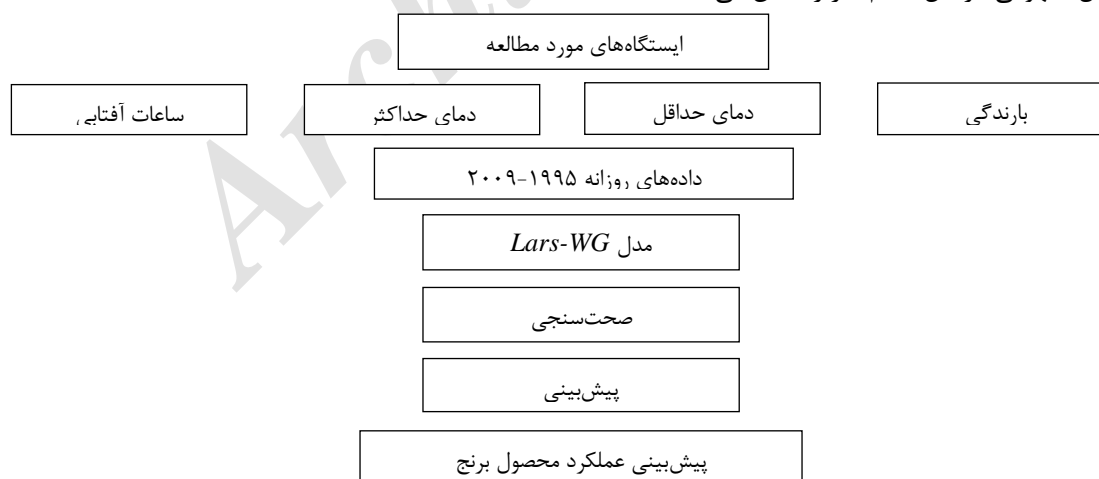 ایستگاه‌های مورد مطالعه
بارندگی دمای حداقل دمای حداکثر ساعات آفتابی
داده‌های روزانه ۱۹۹۵-۲۰۰۹
مدل Lars-WG
صحت‌سنجی
پیش‌بینی
پیش‌بینی عملکرد محصول برنج